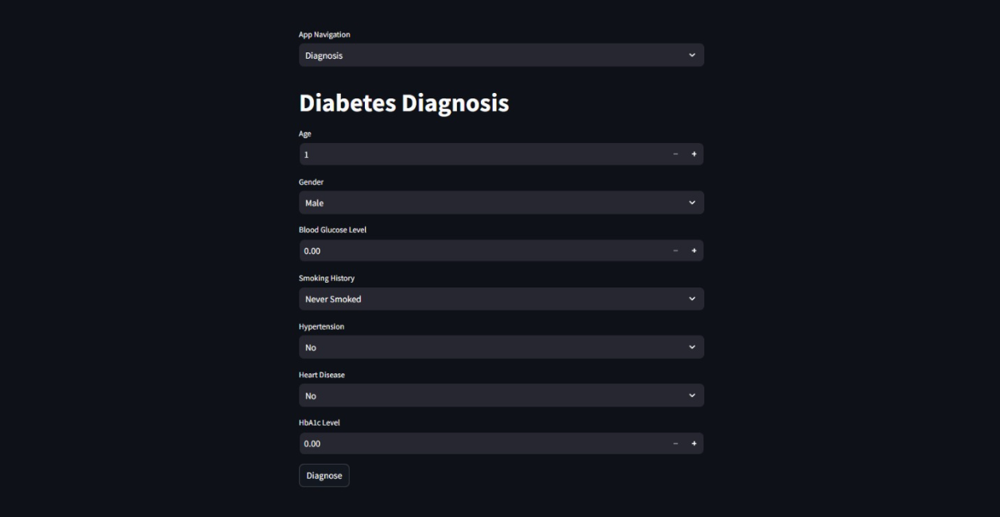 App Navigation
Diagnosis
Diabetes Diagnosis
Age
1
Gender
Male
Blood Glucose Level
0.00
Smoking History
Never Smoked
Hypertension
No
Heart Disease
No
HbA1c Level
0.00
Diagnose